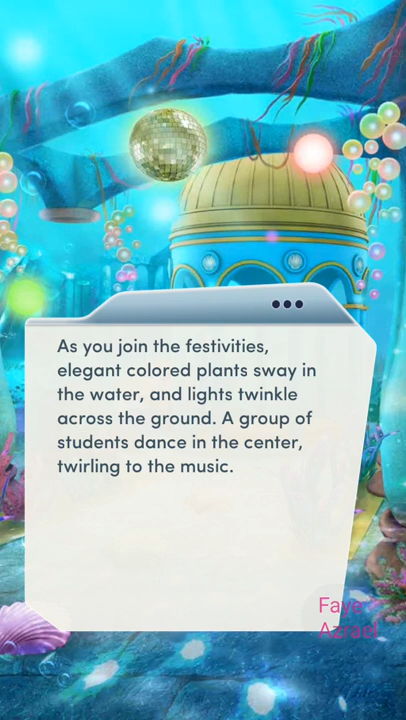 As you join the festivities,
elegant colored plants sway in
the water, and lights twinkle
across the ground. A group of
students dance in the center,
twirling to the music.
Faye
Azrael